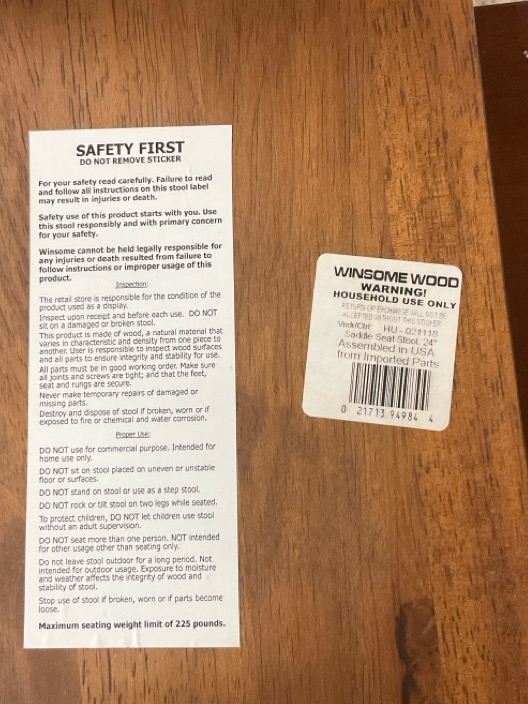 SAFETY FIRST
DO NOT REMOVE STICKER
For your safety read carefully. Failure to read
and follow all instructions on this stool label
may result in injuries or death.
Safety use of this product starts with you. Use
this stool responsibly and with primary concern
for your safety.
Winsome cannot be held legally responsible for
any injuries or death resulted from failure to
follow instructions or improper usage of this
product.
Inspection:
The retail store is responsible for the condition of the
product used as a display.
Inspect upon receipt and before each use. DO NOT
sit on a damaged or broken stool.
This product is made of wood, a natural material that
varies in characteristic and density from one piece to
another. User is responsible to inspect wood surfaces
and all parts to ensure integrity and stability for use.
All parts must be in good working order. Make sure
all joints and screws are tight; and that the feet,
seat and rungs are secure.
Never make temporary repairs of damaged or
missing parts.
Destroy and dispose of stool if broken, worn or if
exposed to fire or chemical and water corrosion.
Proper Use:
DO NOT use for commercial purpose. Intended for
home use only.
DO NOT sit on stool placed on uneven or unstable
floor or surfaces.
DO NOT stand on stool or use as a step stool.
DO NOT rock or tilt stool on two legs while seated.
To protect children, DO NOT let children use stool
without an adult supervision.
DO NOT seat more than one person. NOT intended
for other usage other than seating only.
Do not leave stool outdoor for a long period. Not
intended for outdoor usage. Exposure to moisture
and weather affects the integrity of wood and
stability of stool.
Stop use of stool if broken, worn or if parts become
loose.
Maximum seating weight limit of 225 pounds.
WINSOME WOOD
WARNING!
HOUSEHOLD USE ONLY
RETURN OR EXCHANGE WILL NOT BE
ACCEPTED WITHOUT THIS STICKER
Vndr/Ctrl: HU - 021118
Saddle Seat Stool, 24"
Assembled in USA
from Imported Parts
0 21713 94984 4